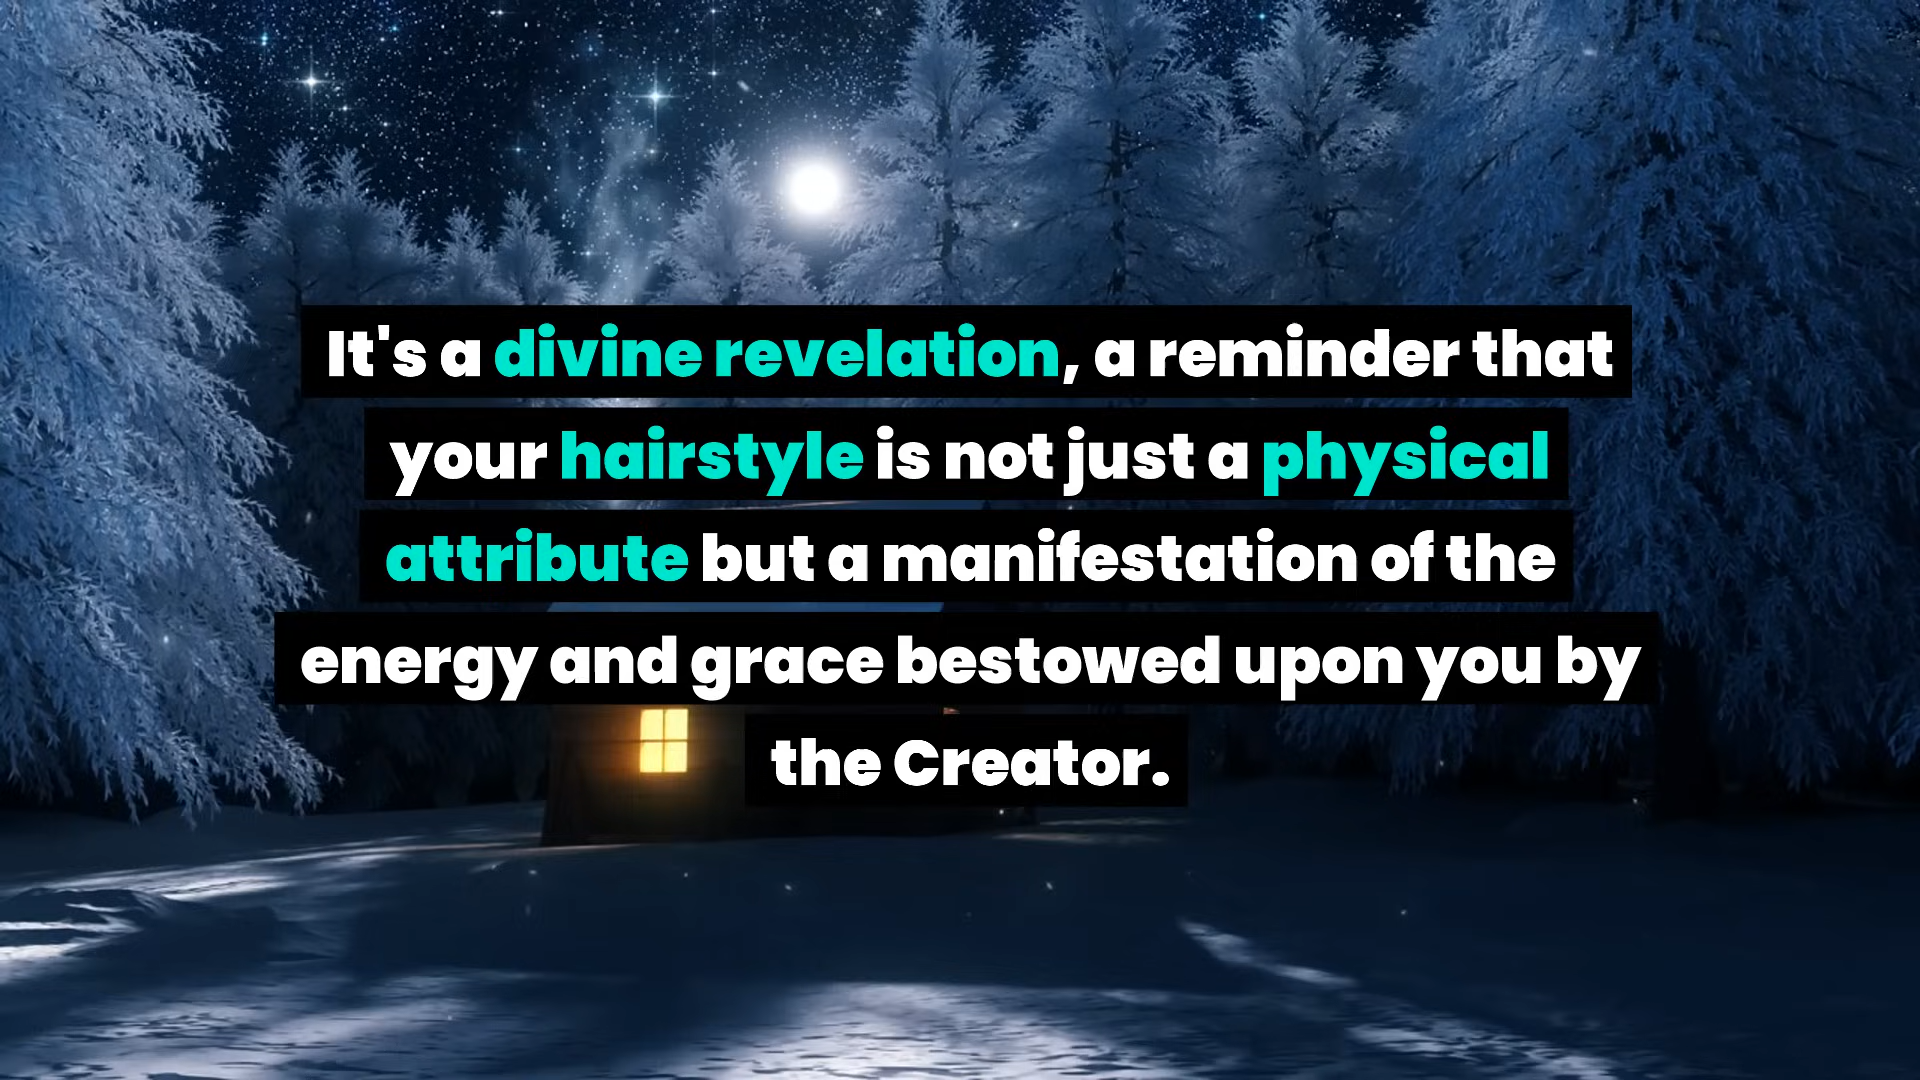 It's a divine revelation, a reminder that
your hairstyle is not just a physical
attribute but a manifestation of the
energy and grace bestowed upon you by
the Creator.